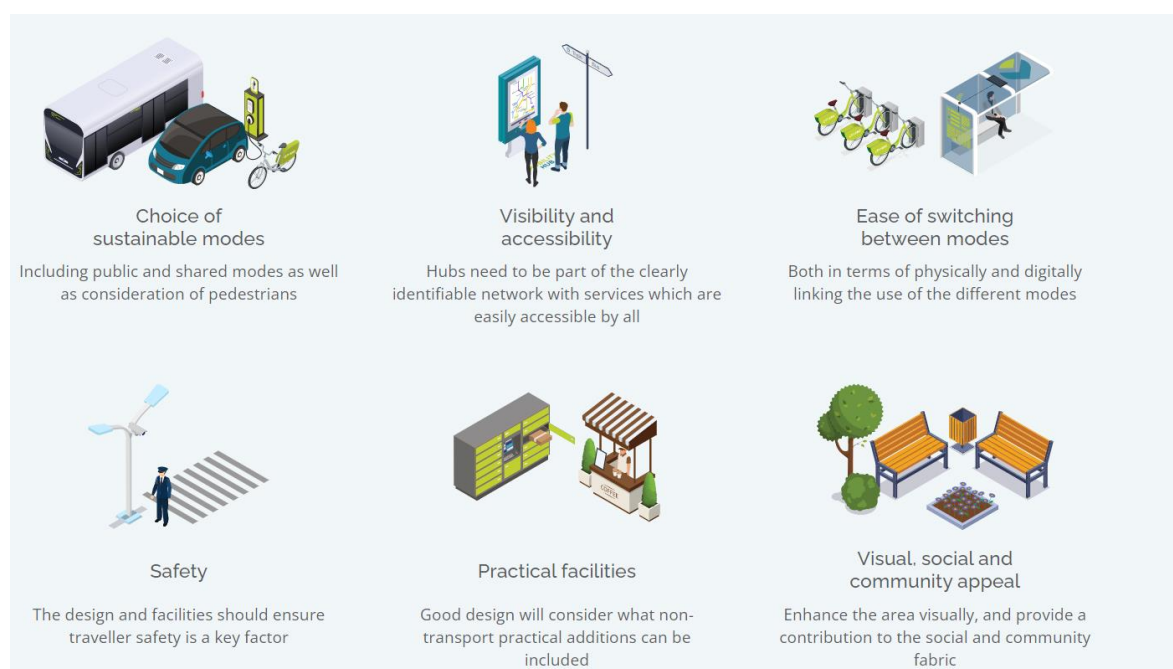 Choice of
sustainable modes
Including public and shared modes as well
as consideration of pedestrians
Visibility and
accessibility
Hubs need to be part of the clearly
identifiable network with services which are
easily accessible by all
Ease of switching
between modes
Both in terms of physically and digitally
linking the use of the different modes
Safety
The design and facilities should ensure
traveller safety is a key factor
COFFEE
Practical facilities
Good design will consider what non-
transport practical additions can be
included
Visual, social and
community appeal
Enhance the area visually, and provide a
contribution to the social and community
fabric